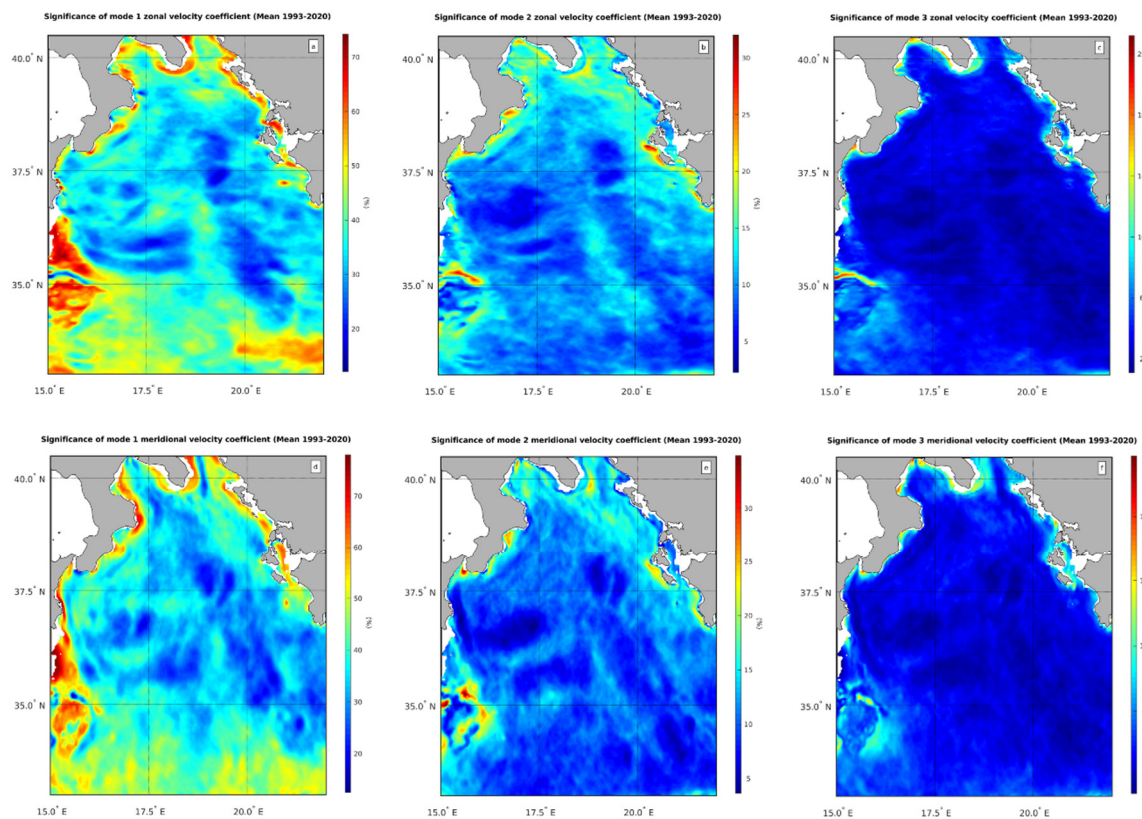 Significance of mode 1 zonal velocity coefficient (Mean 1993-2020)
a
40.0° N
37.5° N
35.0° N
15.0° E
17.5° E
20.0° E
70
60
50
40
30
20
(%)
Significance of mode 2 zonal velocity coefficient (Mean 1993-2020)
b
40.0° N
37.5° N
35.0° N
15.0° E
17.5° E
20.0° E
30
25
20
15
10
5
(%)
Significance of mode 3 zonal velocity coefficient (Mean 1993-2020)
c
40.0° N
37.5° N
35.0° N
15.0° E
17.5° E
20.0° E
Significance of mode 1 meridional velocity coefficient (Mean 1993-2020)
d
40.0° N
37.5° N
35.0° N
15.0° E
17.5° E
20.0° E
70
60
50
40
30
20
(%)
Significance of mode 2 meridional velocity coefficient (Mean 1993-2020)
e
40.0° N
37.5° N
35.0° N
15.0° E
17.5° E
20.0° E
30
25
20
15
10
5
(%)
Significance of mode 3 meridional velocity coefficient (Mean 1993-2020)
f
40.0° N
37.5° N
35.0° N
15.0° E
17.5° E
20.0° E